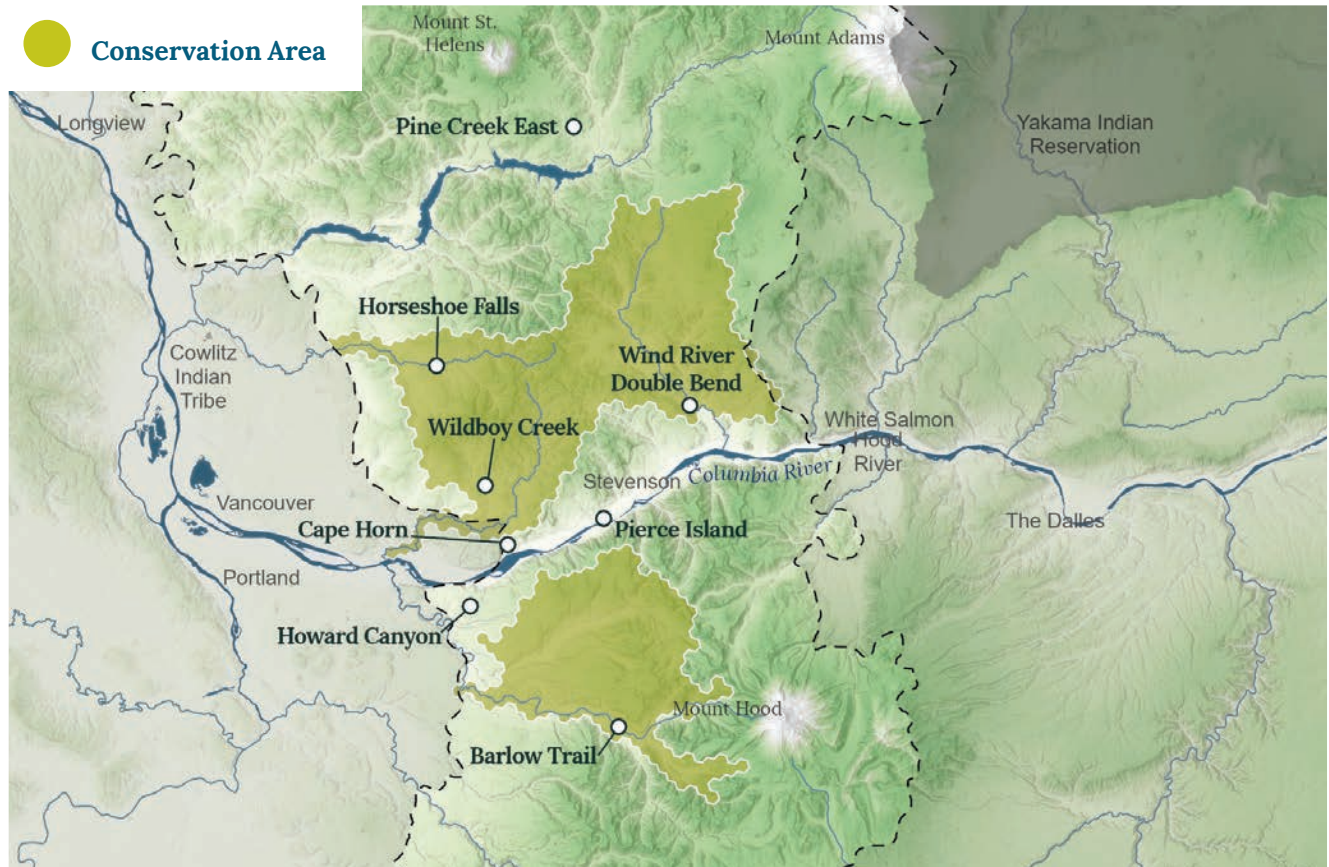 Conservation Area
Mount St.
Helens
Mount Adams
Longview
Pine Creek East
Yakama Indian
Reservation
Horseshoe Falls
Cowlitz
Indian
Tribe
Wind River
Double Bend
Wildboy Creek
White Salmon
Hood
River
Stevenson
Columbia River
Vancouver
Cape Horn
Pierce Island
The Dalles
Portland
Howard Canyon
Mount Hood
Barlow Trail